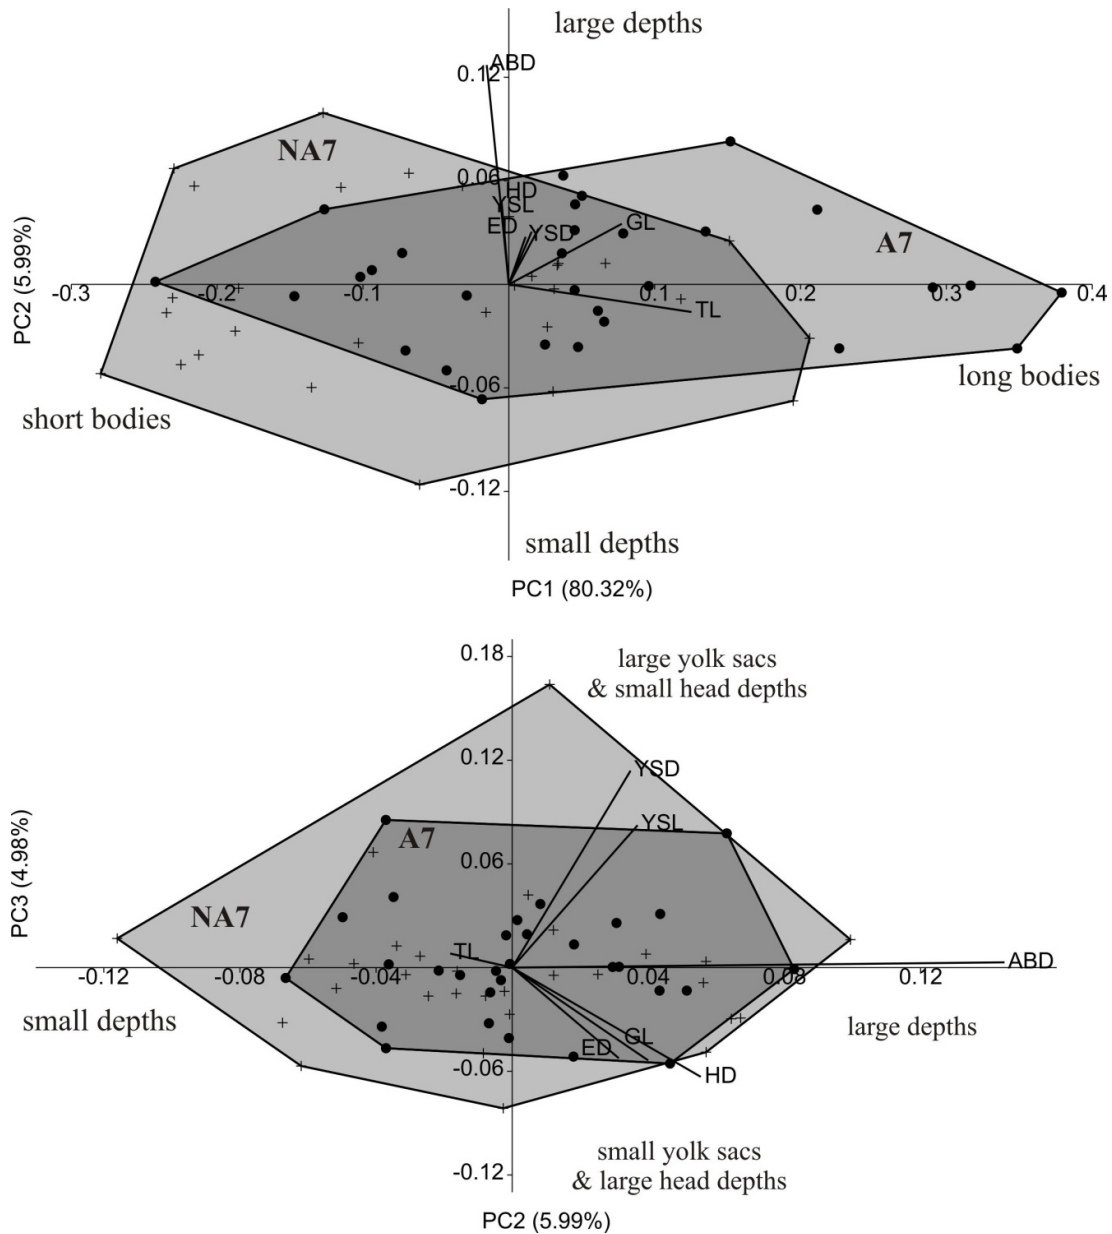 large depths
ABD
0.12
NA7
0.06
HD
YSL
ED
YSD
GL
A7
PC2 (5.99%)
-0.3
-0.2
-0.1
0.1
0.2
0.3
0.4
TL
-0.06
long bodies
short bodies
-0.12
small depths
PC1 (80.32%)
0.18
large yolk sacs
& small head depths
0.12
YSD
YSL
A7
PC3 (4.98%)
0.06
NA7
TL
ABD
-0.12
-0.08
-0.04
0.04
0.08
0.12
small depths
large depths
GL
ED
HD
-0.06
small yolk sacs
& large head depths
-0.12
PC2 (5.99%)